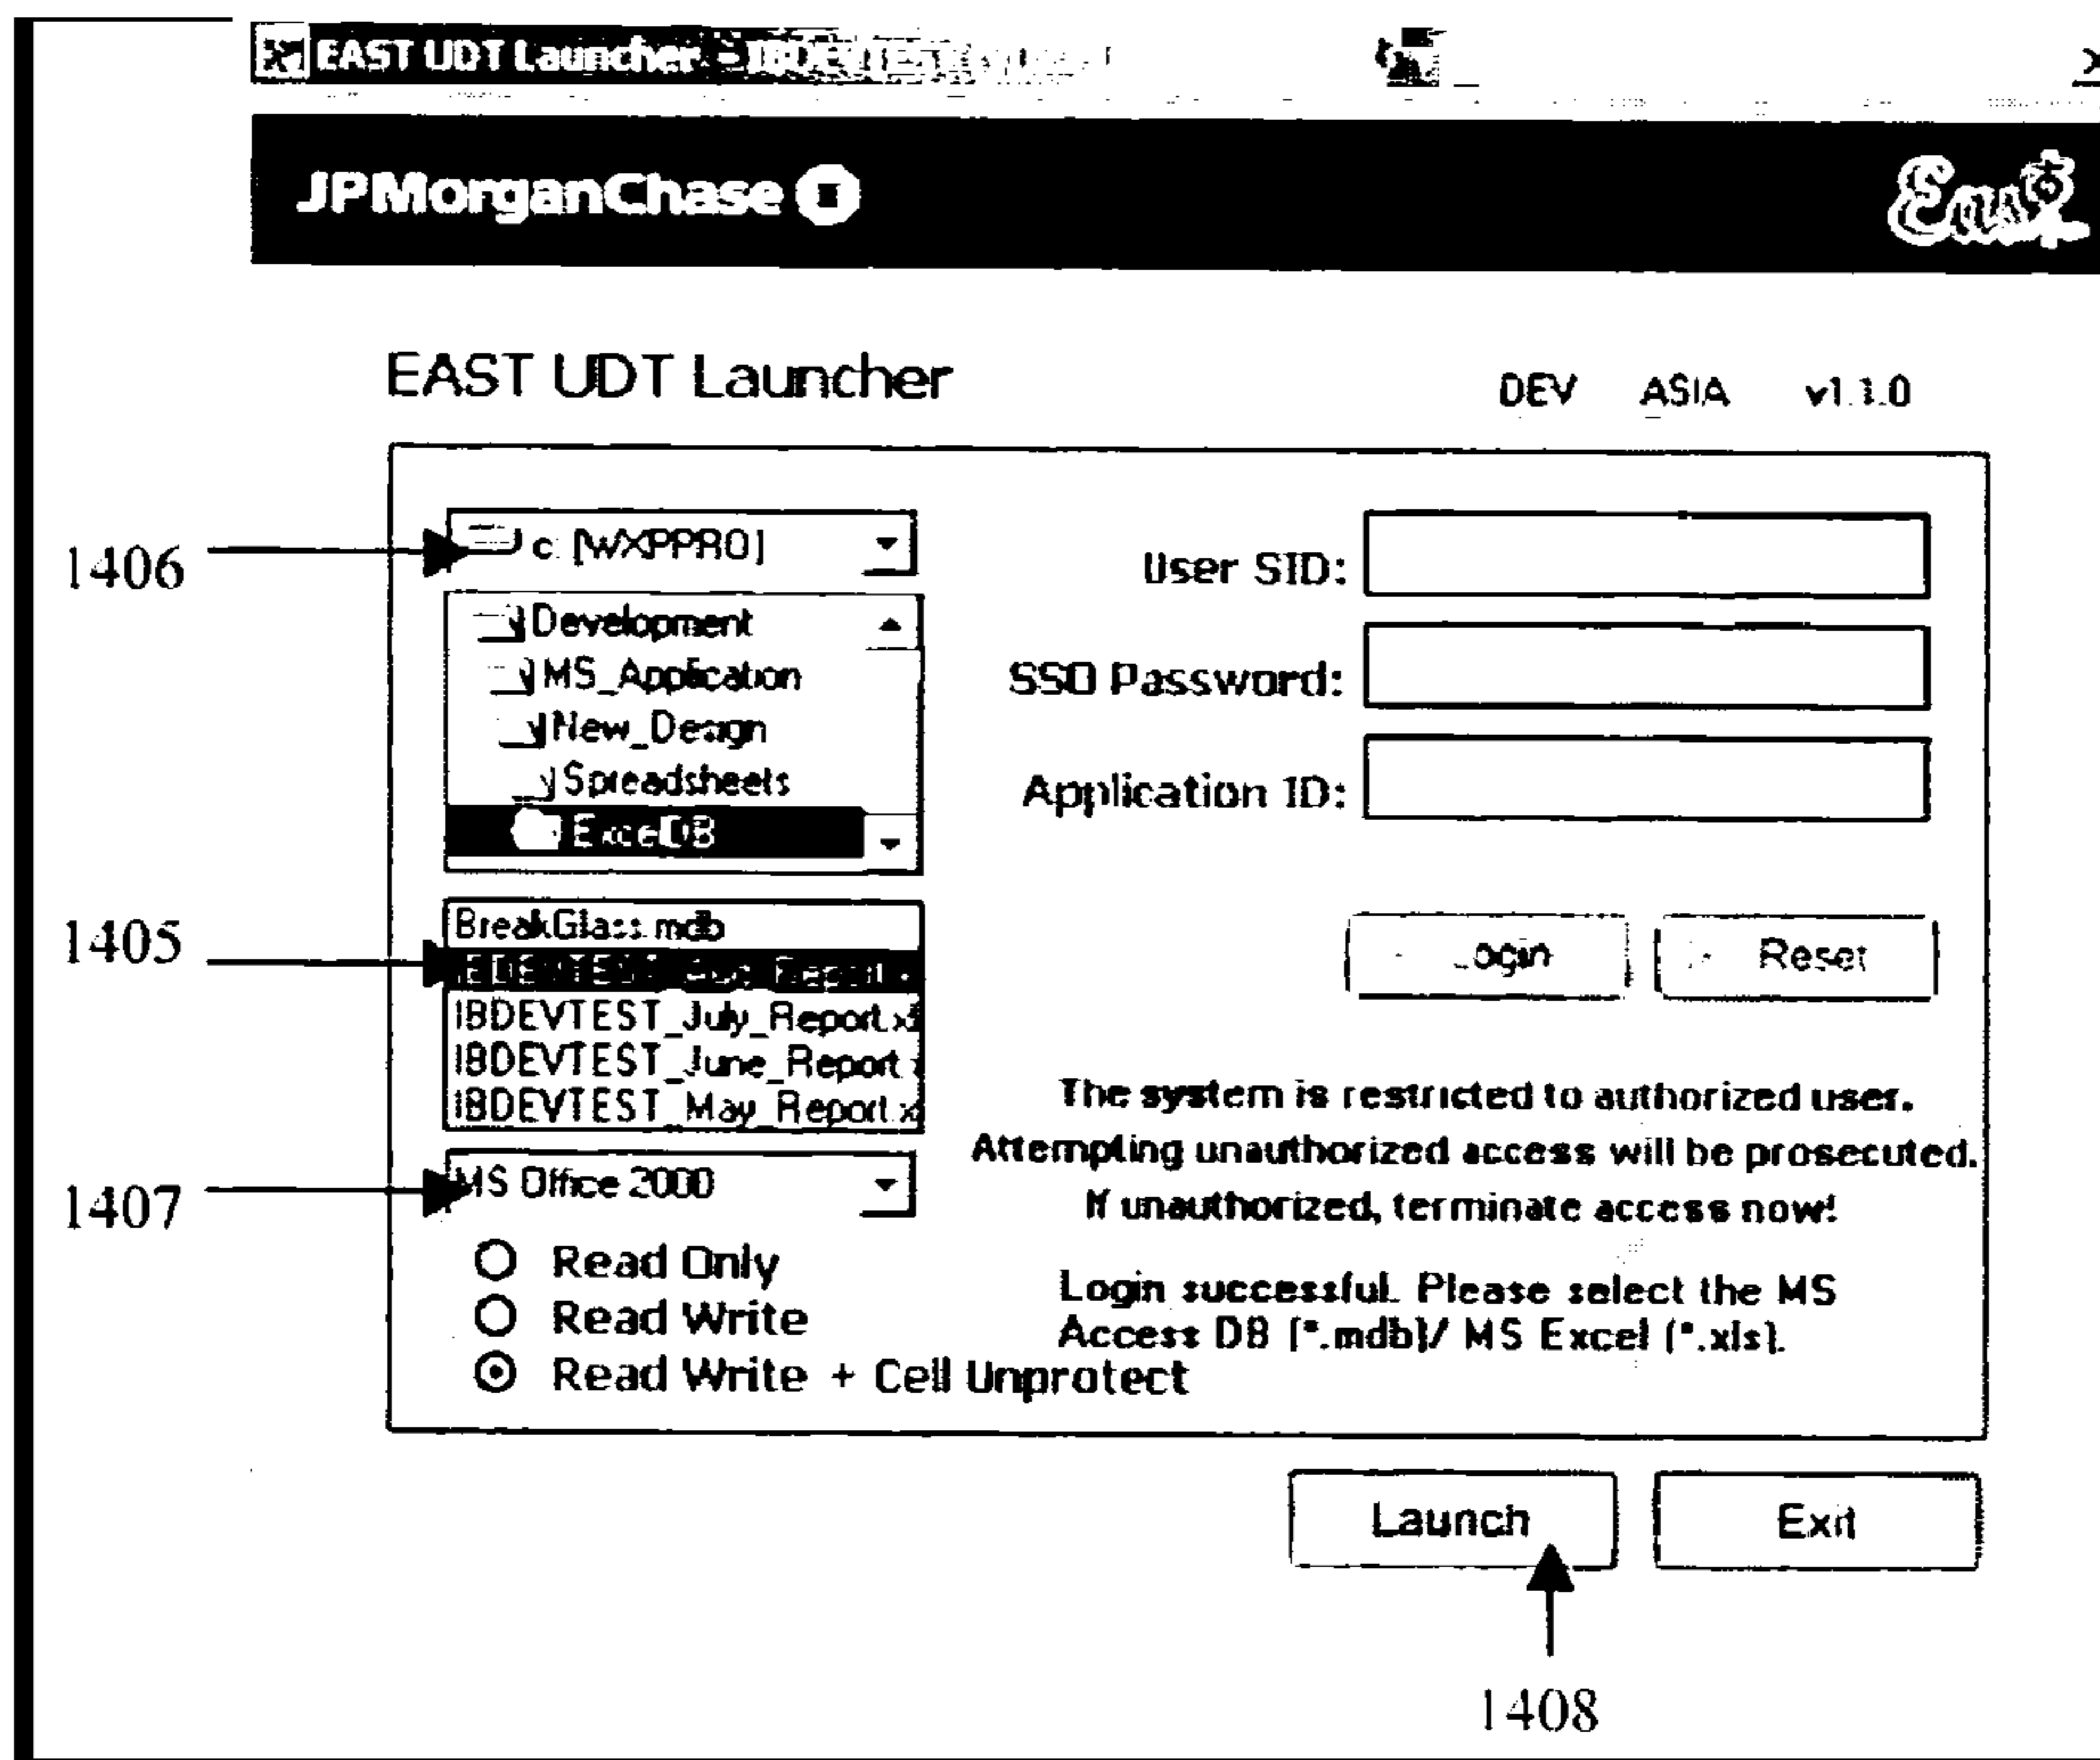 EAST UDT Launcher - IBDEVTEST
JPMorganChase
East
EAST UDT Launcher
DEV ASIA v1.1.0
1406
c: [WXPPRO]
Development
MS_Application
New_Design
Spreadsheets
ExcelDB
User SID:
SSO Password:
Application ID:
Login Reset
1405
BreakGlass.mdb
IBDEVTEST_July_Report.x
IBDEVTEST_June_Report.x
IBDEVTEST_May_Report.x
1407
MS Office 2000
Read Only
Read Write
Read Write + Cell Unprotect
The system is restricted to authorized user.
Attempting unauthorized access will be prosecuted.
If unauthorized, terminate access now!
Login successful. Please select the MS
Access DB (*.mdb)/ MS Excel (*.xls).
Launch Exit
1408